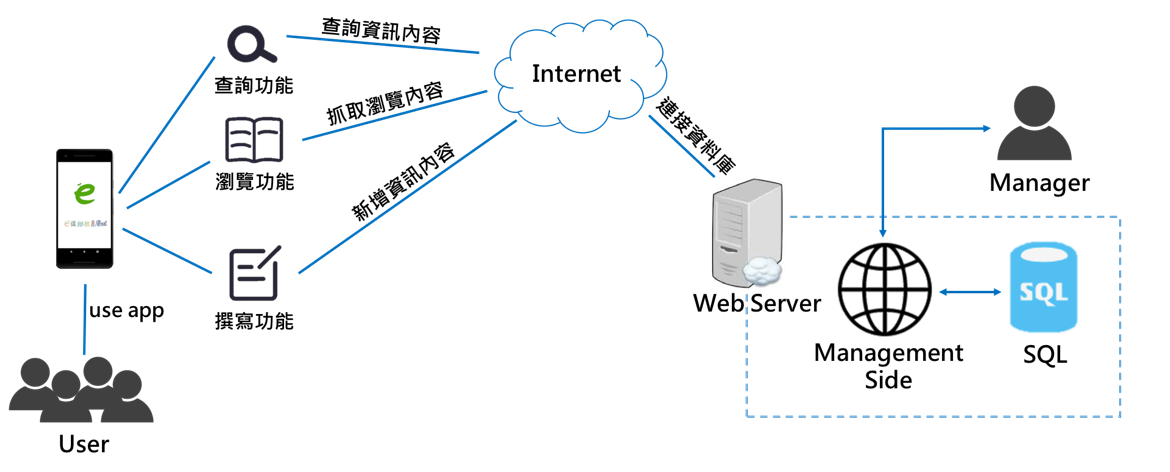 查詢資訊內容
查詢功能
Internet
抓取瀏覽內容
連接資料庫
瀏覽功能
新增資訊內容
Manager
撰寫功能
use app
Web Server
SQL
Management
Side
SQL
User